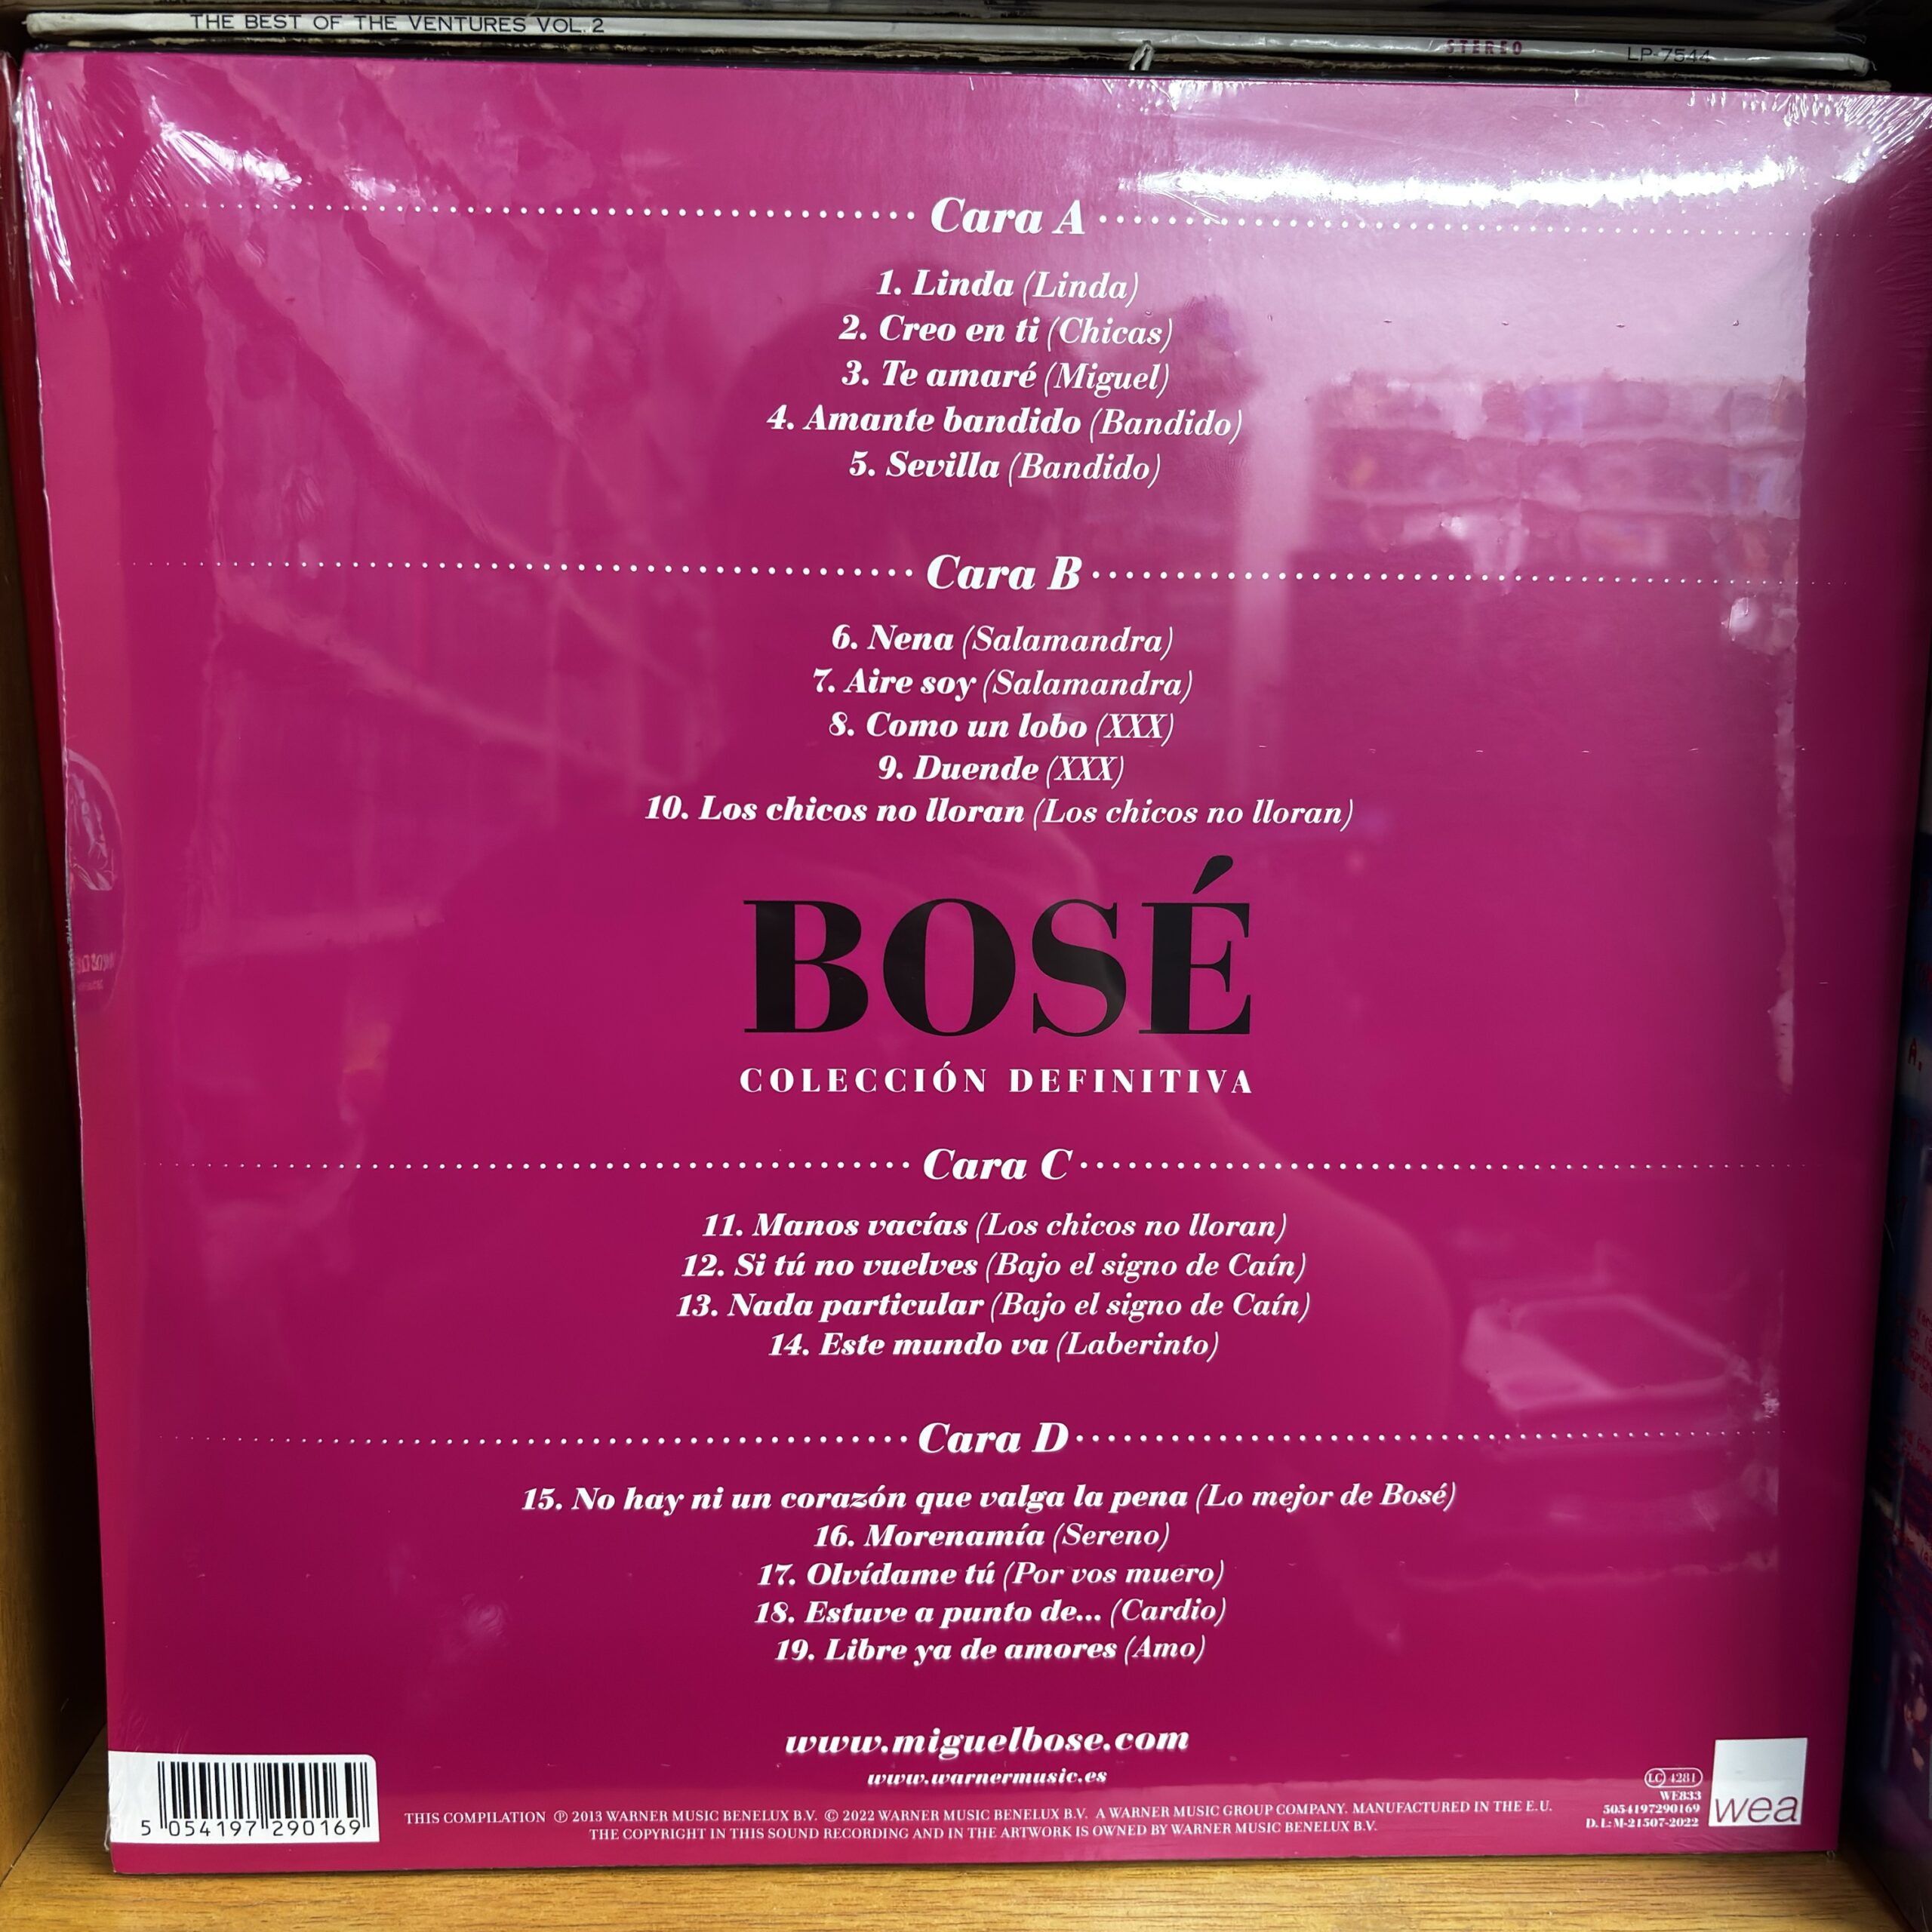 THE BEST OF THE VENTURES VOL. 2
STEREO
LP-7544
Cara A
1. Linda (Linda)
2. Creo en ti (Chicas)
3. Te amaré (Miguel)
4. Amante bandido (Bandido)
5. Sevilla (Bandido)
Cara B
6. Nena (Salamandra)
7. Aire soy (Salamandra)
8. Como un lobo (XXX)
9. Duende (XXX)
10. Los chicos no lloran (Los chicos no lloran)
BOSÉ
COLECCIÓN DEFINITIVA
Cara C
11. Manos vacías (Los chicos no lloran)
12. Si tú no vuelves (Bajo el signo de Caín)
13. Nada particular (Bajo el signo de Caín)
14. Este mundo va (Laberinto)
Cara D
15. No hay ni un corazón que valga la pena (Lo mejor de Bosé)
16. Morenamía (Sereno)
17. Olvídame tú (Por vos muero)
18. Estuve a punto de... (Cardio)
19. Libre ya de amores (Amo)
www.miguelbose.com
www.warnermusic.es
5 054197 290169
THIS COMPILATION ℗ 2013 WARNER MUSIC BENELUX B.V. © 2022 WARNER MUSIC BENELUX B.V. A WARNER MUSIC GROUP COMPANY. MANUFACTURED IN THE E.U.
THE COPYRIGHT IN THIS SOUND RECORDING AND IN THE ARTWORK IS OWNED BY WARNER MUSIC BENELUX B.V.
LC 4281
WE833
5054197290169
D. L: M-21507-2022
wea